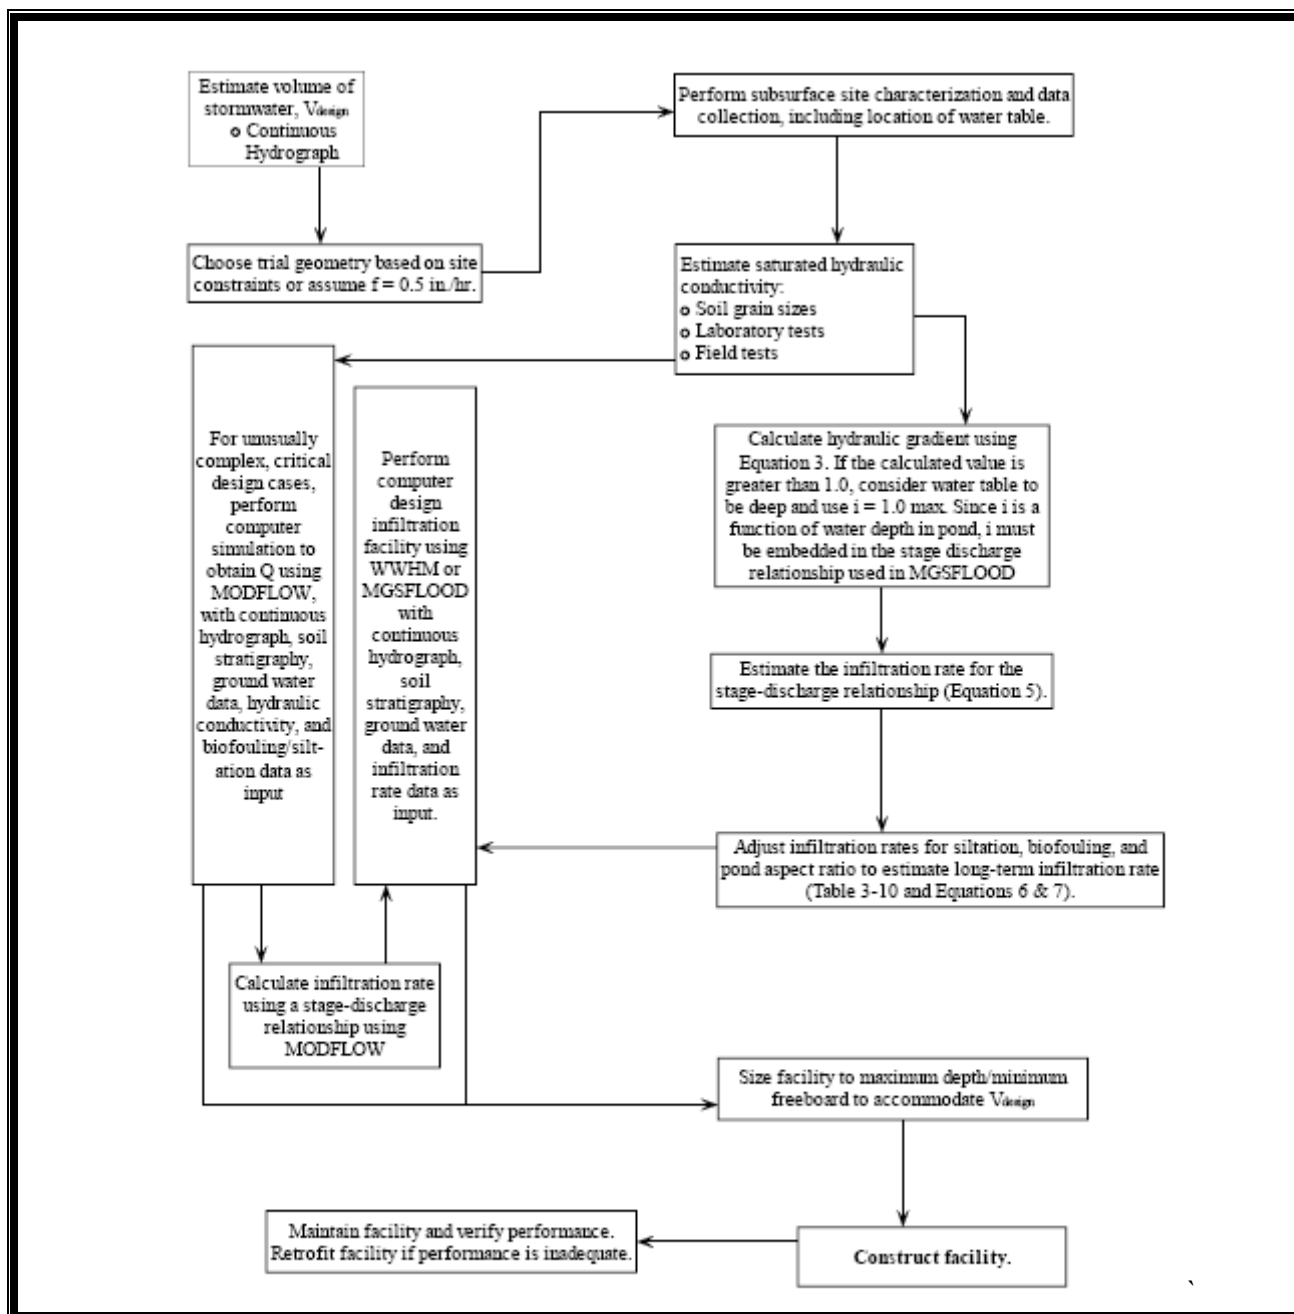 Estimate volume of
stormwater, Vdesign
o Continuous
Hydrograph
Choose trial geometry based on site
constraints or assume f = 0.5 in./hr.
Perform subsurface site characterization and data
collection, including location of water table.
Estimate saturated hydraulic
conductivity:
o Soil grain sizes
o Laboratory tests
o Field tests
Calculate hydraulic gradient using
Equation 3. If the calculated value is
greater than 1.0, consider water table to
be deep and use i = 1.0 max. Since i is a
function of water depth in pond, i must
be embedded in the stage discharge
relationship used in MGSFLOOD
Estimate the infiltration rate for the
stage-discharge relationship (Equation 5).
Adjust infiltration rates for siltation, biofouling, and
pond aspect ratio to estimate long-term infiltration rate
(Table 3-10 and Equations 6 & 7).
For unusually
complex, critical
design cases,
perform
computer
simulation to
obtain Q using
MODFLOW,
with continuous
hydrograph, soil
stratigraphy,
ground water
data, hydraulic
conductivity, and
biofouling/silt-
ation data as
input
Perform
computer
design
infiltration
facility using
WWHM or
MGSFLOOD
with
continuous
hydrograph,
soil
stratigraphy,
ground water
data, and
infiltration
rate data as
input.
Calculate infiltration rate
using a stage-discharge
relationship using
MODFLOW
Size facility to maximum depth/minimum
freeboard to accommodate Vdesign
Construct facility.
Maintain facility and verify performance.
Retrofit facility if performance is inadequate.
`